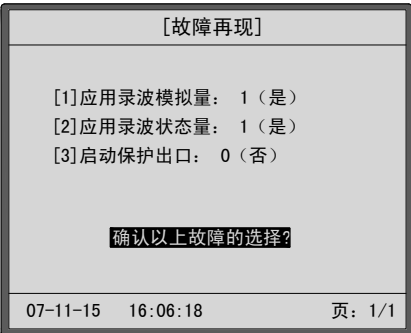 [故障再现]
[1]应用录波模拟量： 1（是）
[2]应用录波状态量： 1（是）
[3]启动保护出口： 0（否）
确认以上故障的选择?
07-11-15 16:06:18 页：1/1